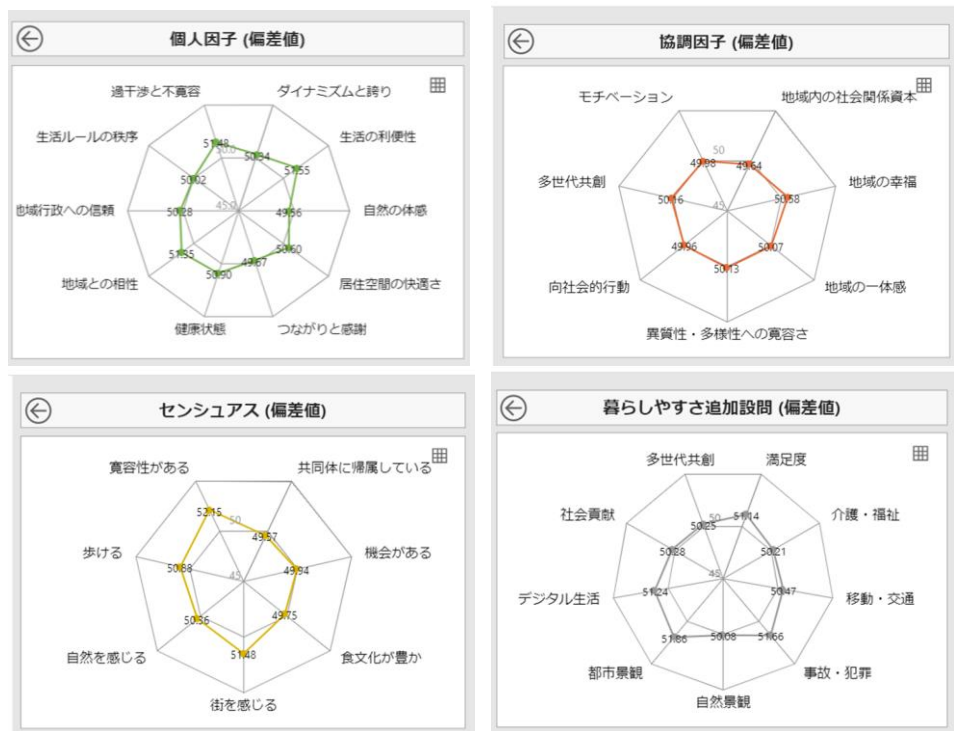 個人因子 (偏差値)
過干渉と不寛容
ダイナミズムと誇り
生活ルールの秩序
生活の利便性
51.48
50.0
50.34
57.55
50.02
45.0
地域行政への信頼
50.28
49.56
自然の体感
51.35
50.60
49.67
50.90
地域との相性
居住空間の快適さ
健康状態
つながりと感謝
協調因子 (偏差値)
モチベーション
地域内の社会関係資本
50
49.98
49.64
多世代共創
地域の幸福
50.16
50.58
45
49.96
50.07
50.13
向社会的行動
地域の一体感
異質性・多様性への寛容さ
センシュアス (偏差値)
寛容性がある
共同体に帰属している
52.15
50
49.57
歩ける
機会がある
50.88
49.94
45
50.36
49.75
51.48
自然を感じる
食文化が豊か
街を感じる
暮らしやすさ追加設問 (偏差値)
多世代共創
満足度
社会貢献
介護・福祉
50
50.25
51.14
50.28
50.21
45
デジタル生活
51.24
50.47
移動・交通
51.86
50.08
51.66
都市景観
事故・犯罪
自然景観